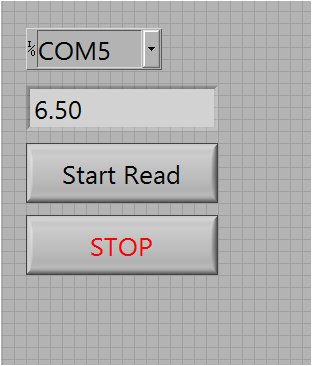 I/O COM5
6.50
Start Read
STOP